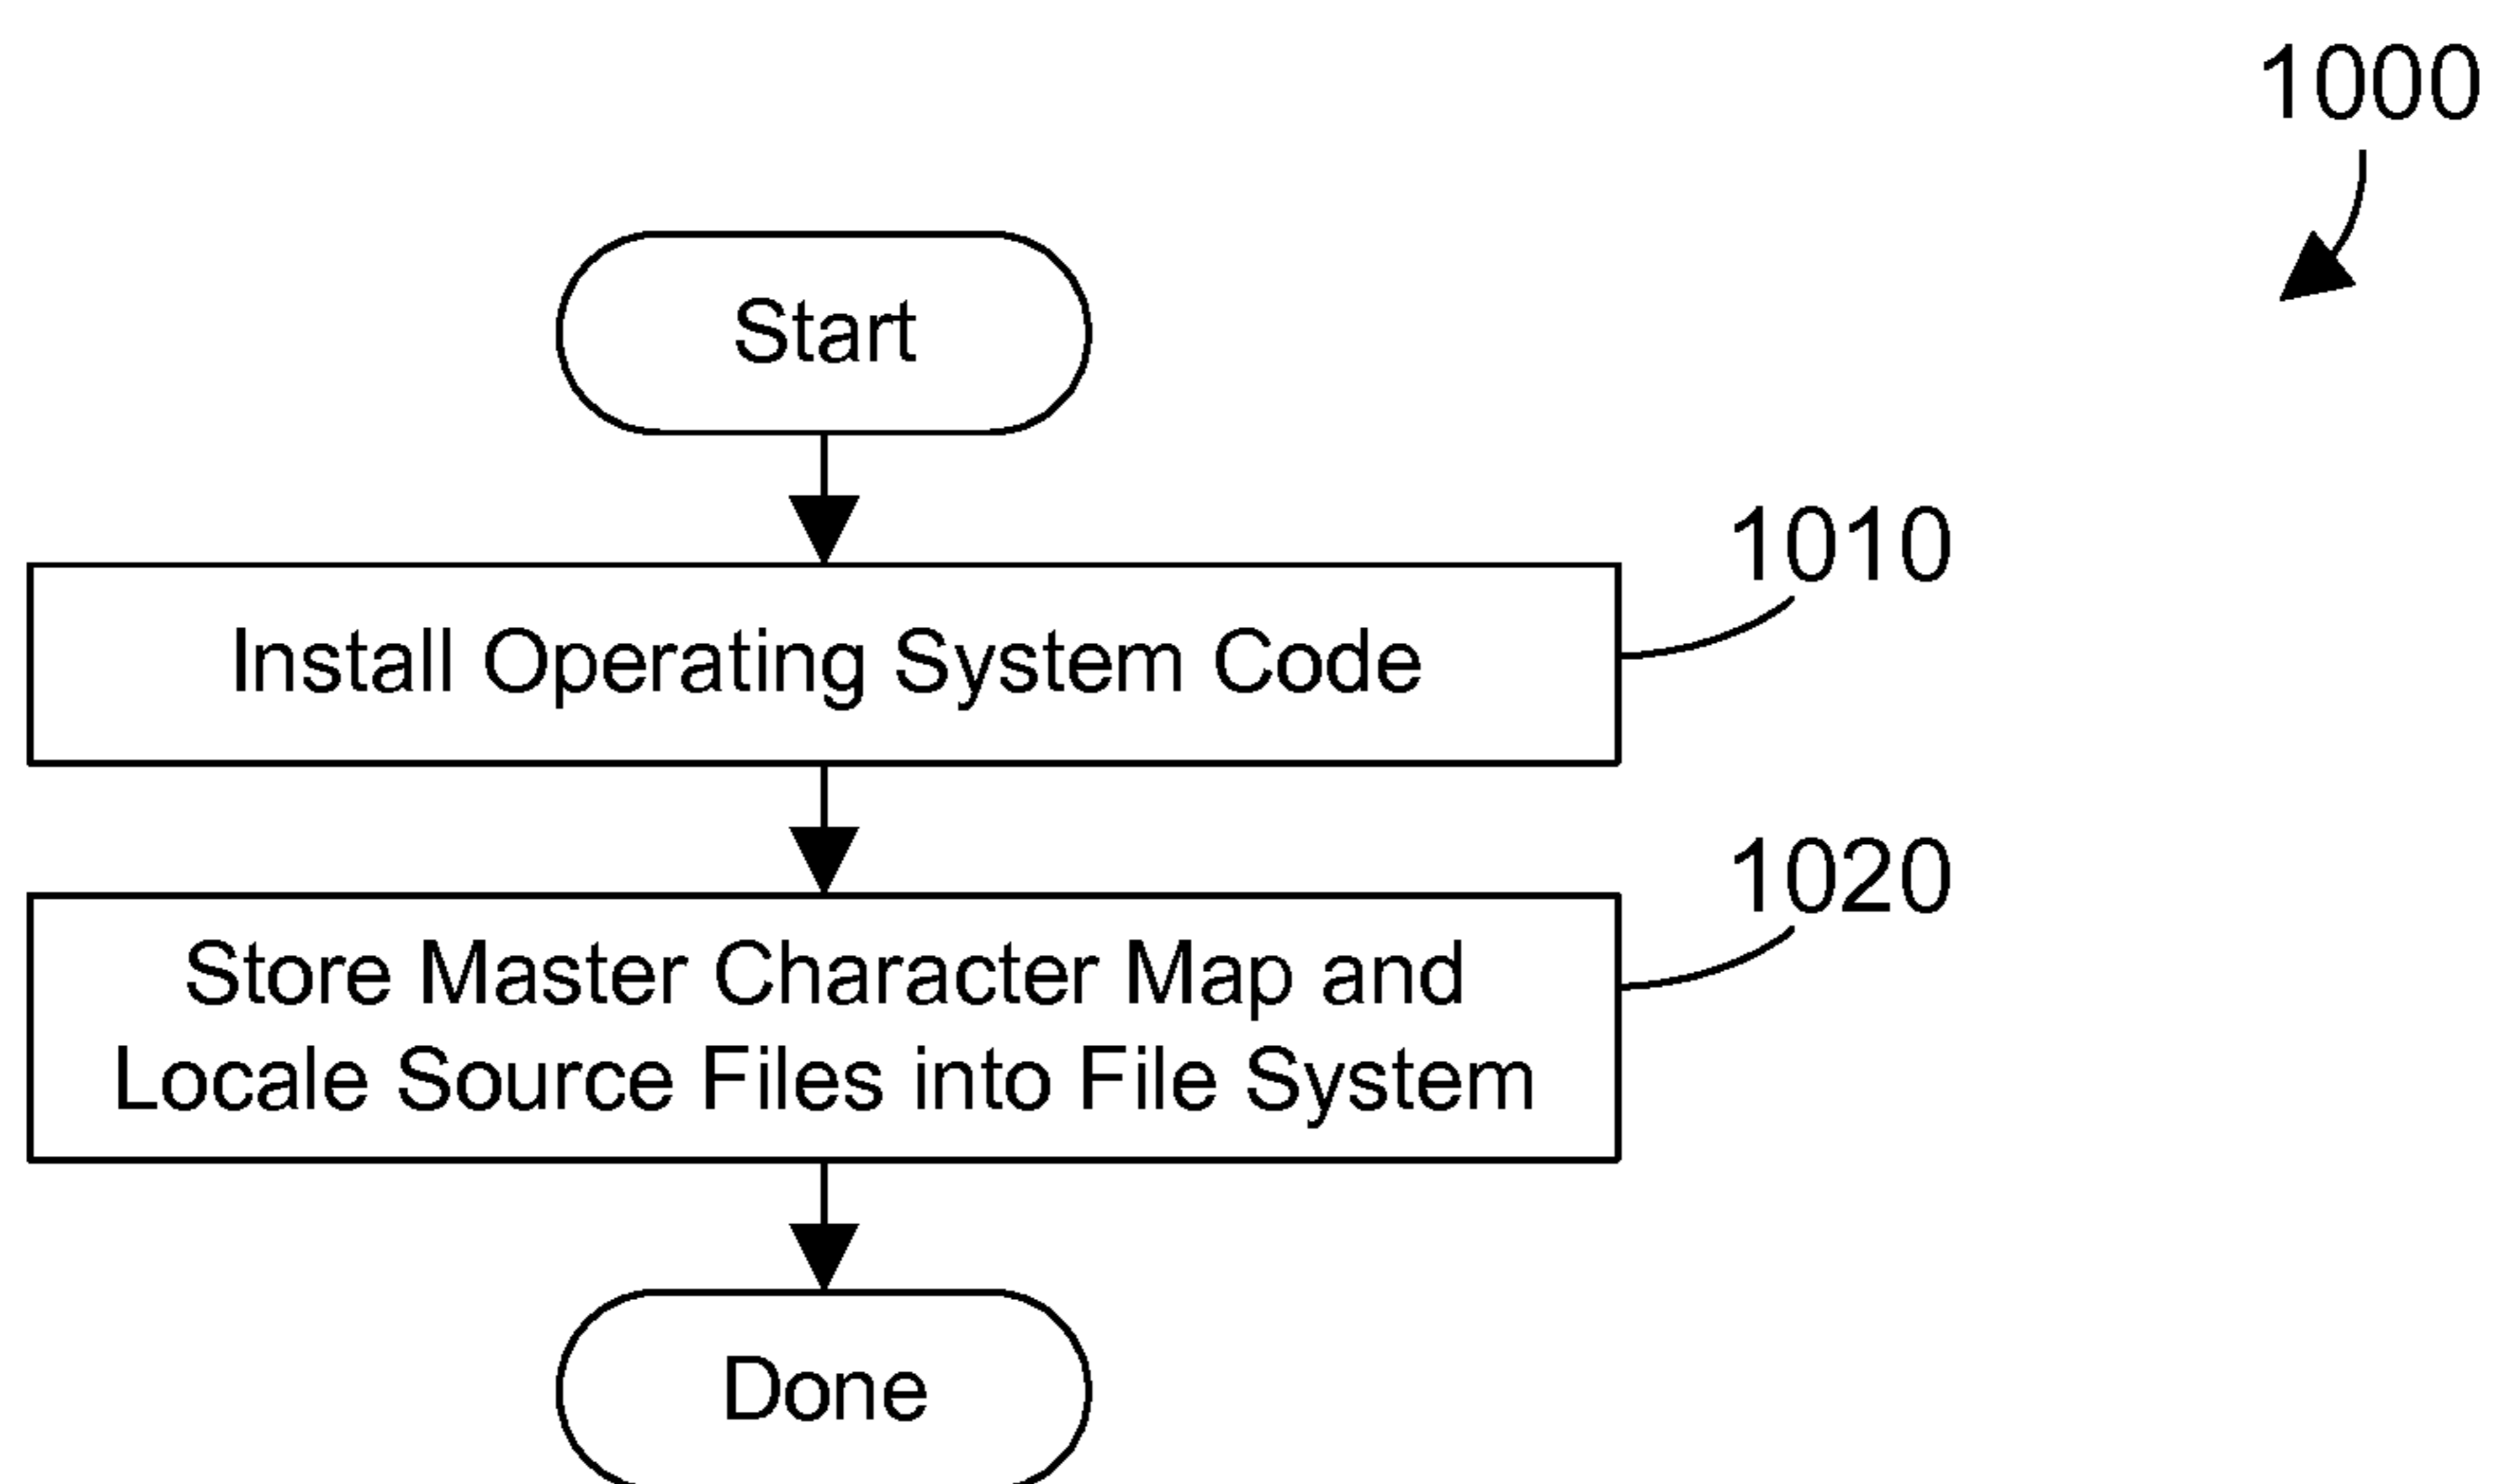 1000
Start
1010
Install Operating System Code
1020
Store Master Character Map and
Locale Source Files into File System
Done